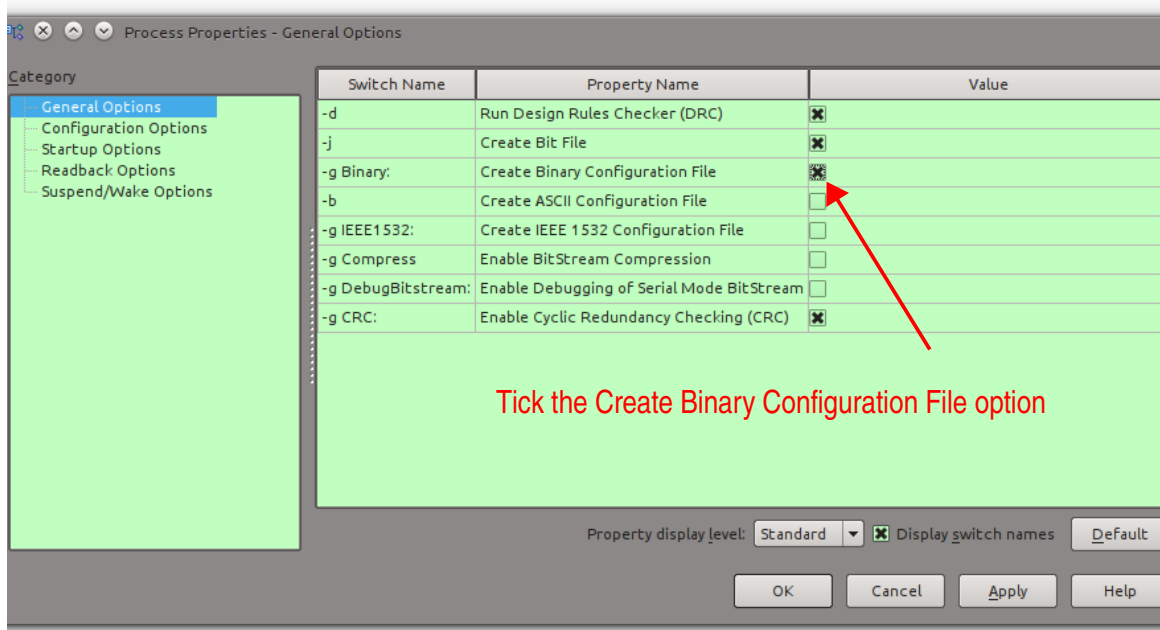 Process Properties - General Options
Category
General Options
Configuration Options
Startup Options
Readback Options
Suspend/Wake Options
Switch Name Property Name Value
-d Run Design Rules Checker (DRC)
-j Create Bit File
-g Binary: Create Binary Configuration File
-b Create ASCII Configuration File
-g IEEE1532: Create IEEE 1532 Configuration File
-g Compress Enable BitStream Compression
-g DebugBitstream: Enable Debugging of Serial Mode BitStream
-g CRC: Enable Cyclic Redundancy Checking (CRC)
Tick the Create Binary Configuration File option
Property display level: Standard Display switch names Default
OK Cancel Apply Help